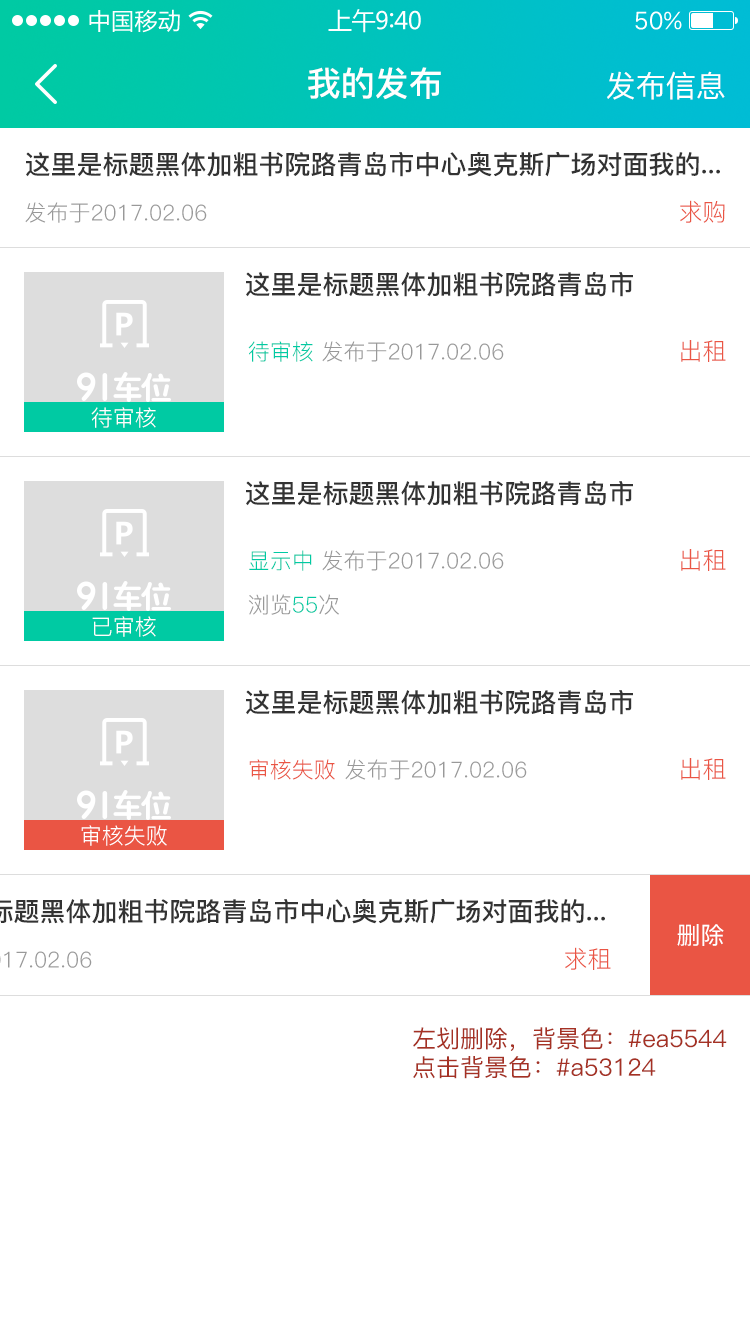 中国移动 上午9:40 50%
我的发布 发布信息
这里是标题黑体加粗书院路青岛市中心奥克斯广场对面我的...
发布于2017.02.06 求购
这里是标题黑体加粗书院路青岛市
P
91车位
待审核
待审核 发布于2017.02.06 出租
这里是标题黑体加粗书院路青岛市
P
91车位
已审核
显示中 发布于2017.02.06 出租
浏览55次
这里是标题黑体加粗书院路青岛市
P
91车位
审核失败
审核失败 发布于2017.02.06 出租
标题黑体加粗书院路青岛市中心奥克斯广场对面我的...
17.02.06 求租
删除
左划删除，背景色：#ea5544
点击背景色：#a53124